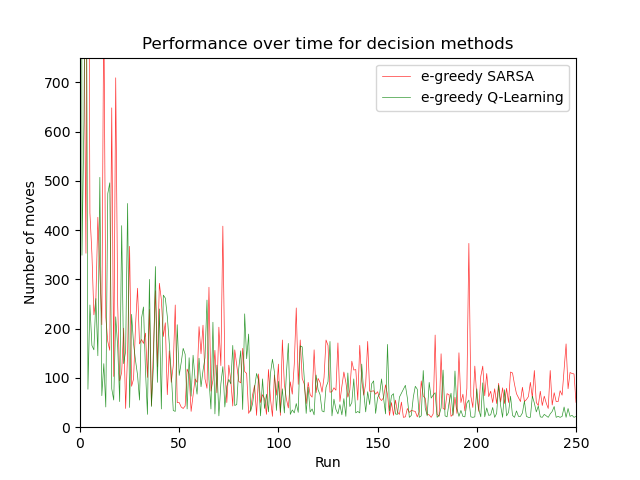 Performance over time for decision methods
e-greedy SARSA
e-greedy Q-Learning
Number of moves
700
600
500
400
300
200
100
0
0 50 100 150 200 250
Run